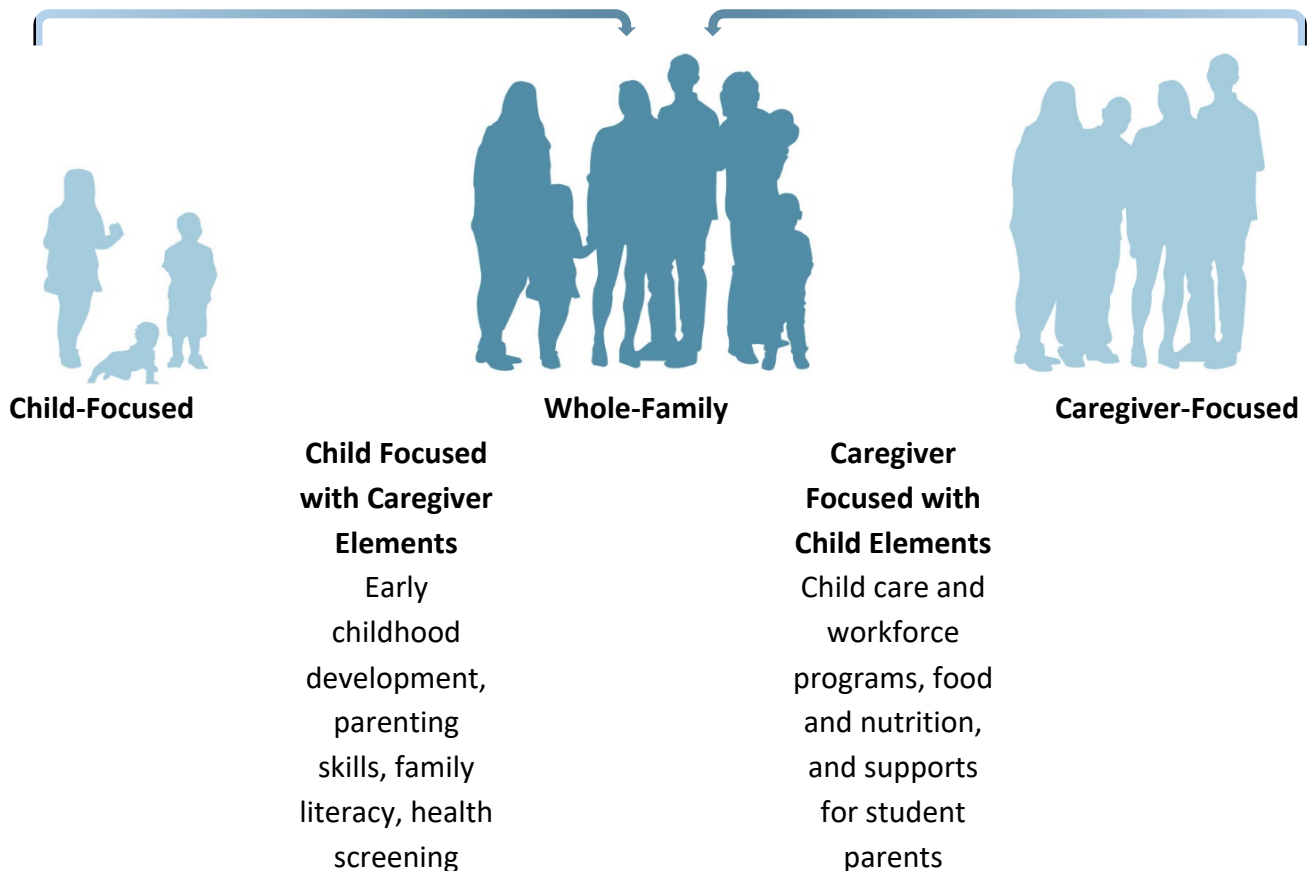 Child-Focused
Whole-Family
Caregiver-Focused
Child Focused
with Caregiver
Elements
Early
childhood
development,
parenting
skills, family
literacy, health
screening
Caregiver
Focused with
Child Elements
Child care and
workforce
programs, food
and nutrition,
and supports
for student
parents